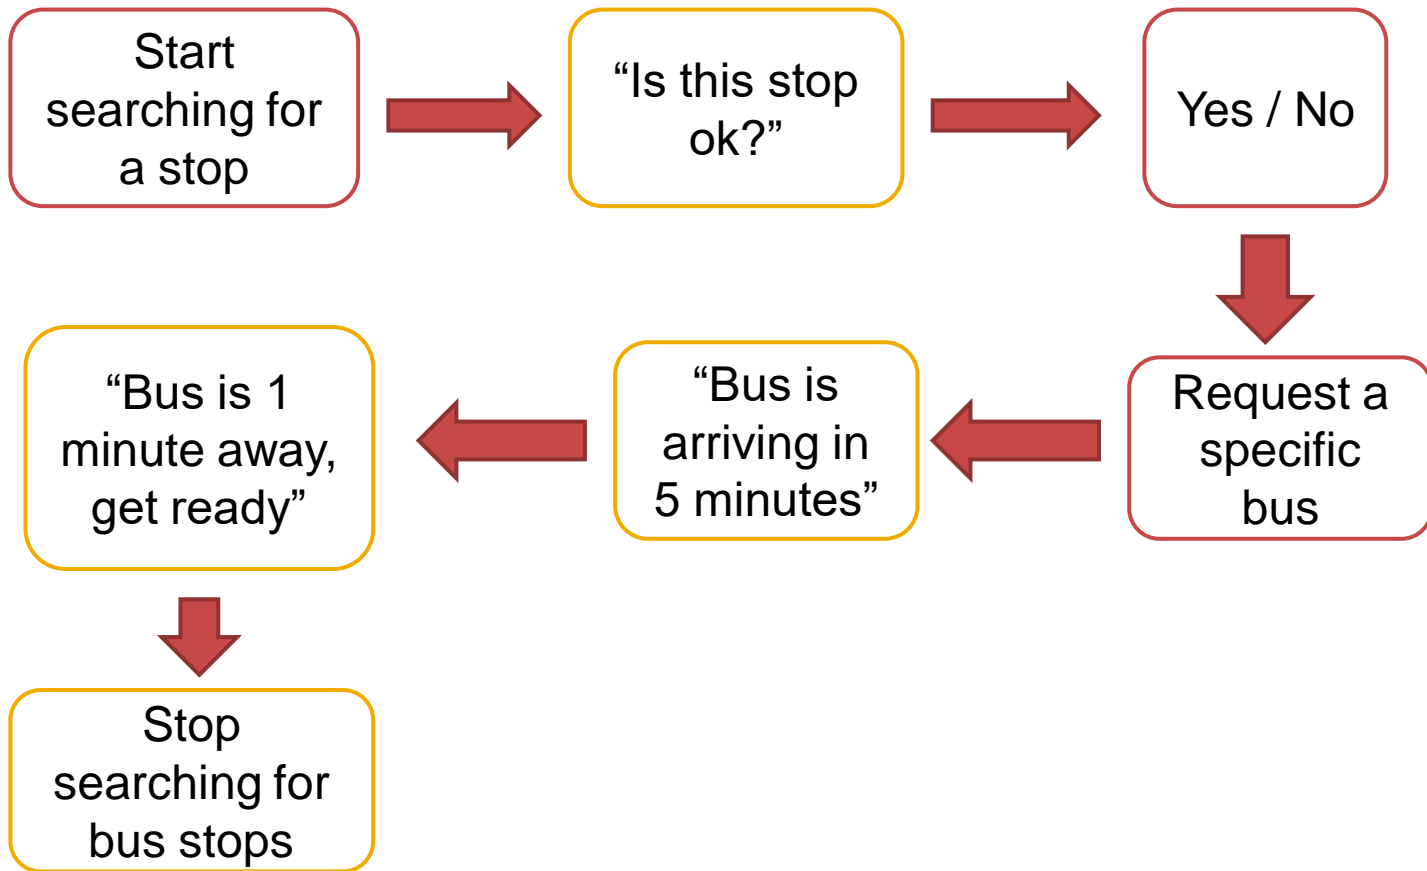 Start
searching for
a stop
“Is this stop
ok?”
Yes / No
Request a
specific
bus
“Bus is
arriving in
5 minutes”
“Bus is 1
minute away,
get ready”
Stop
searching for
bus stops